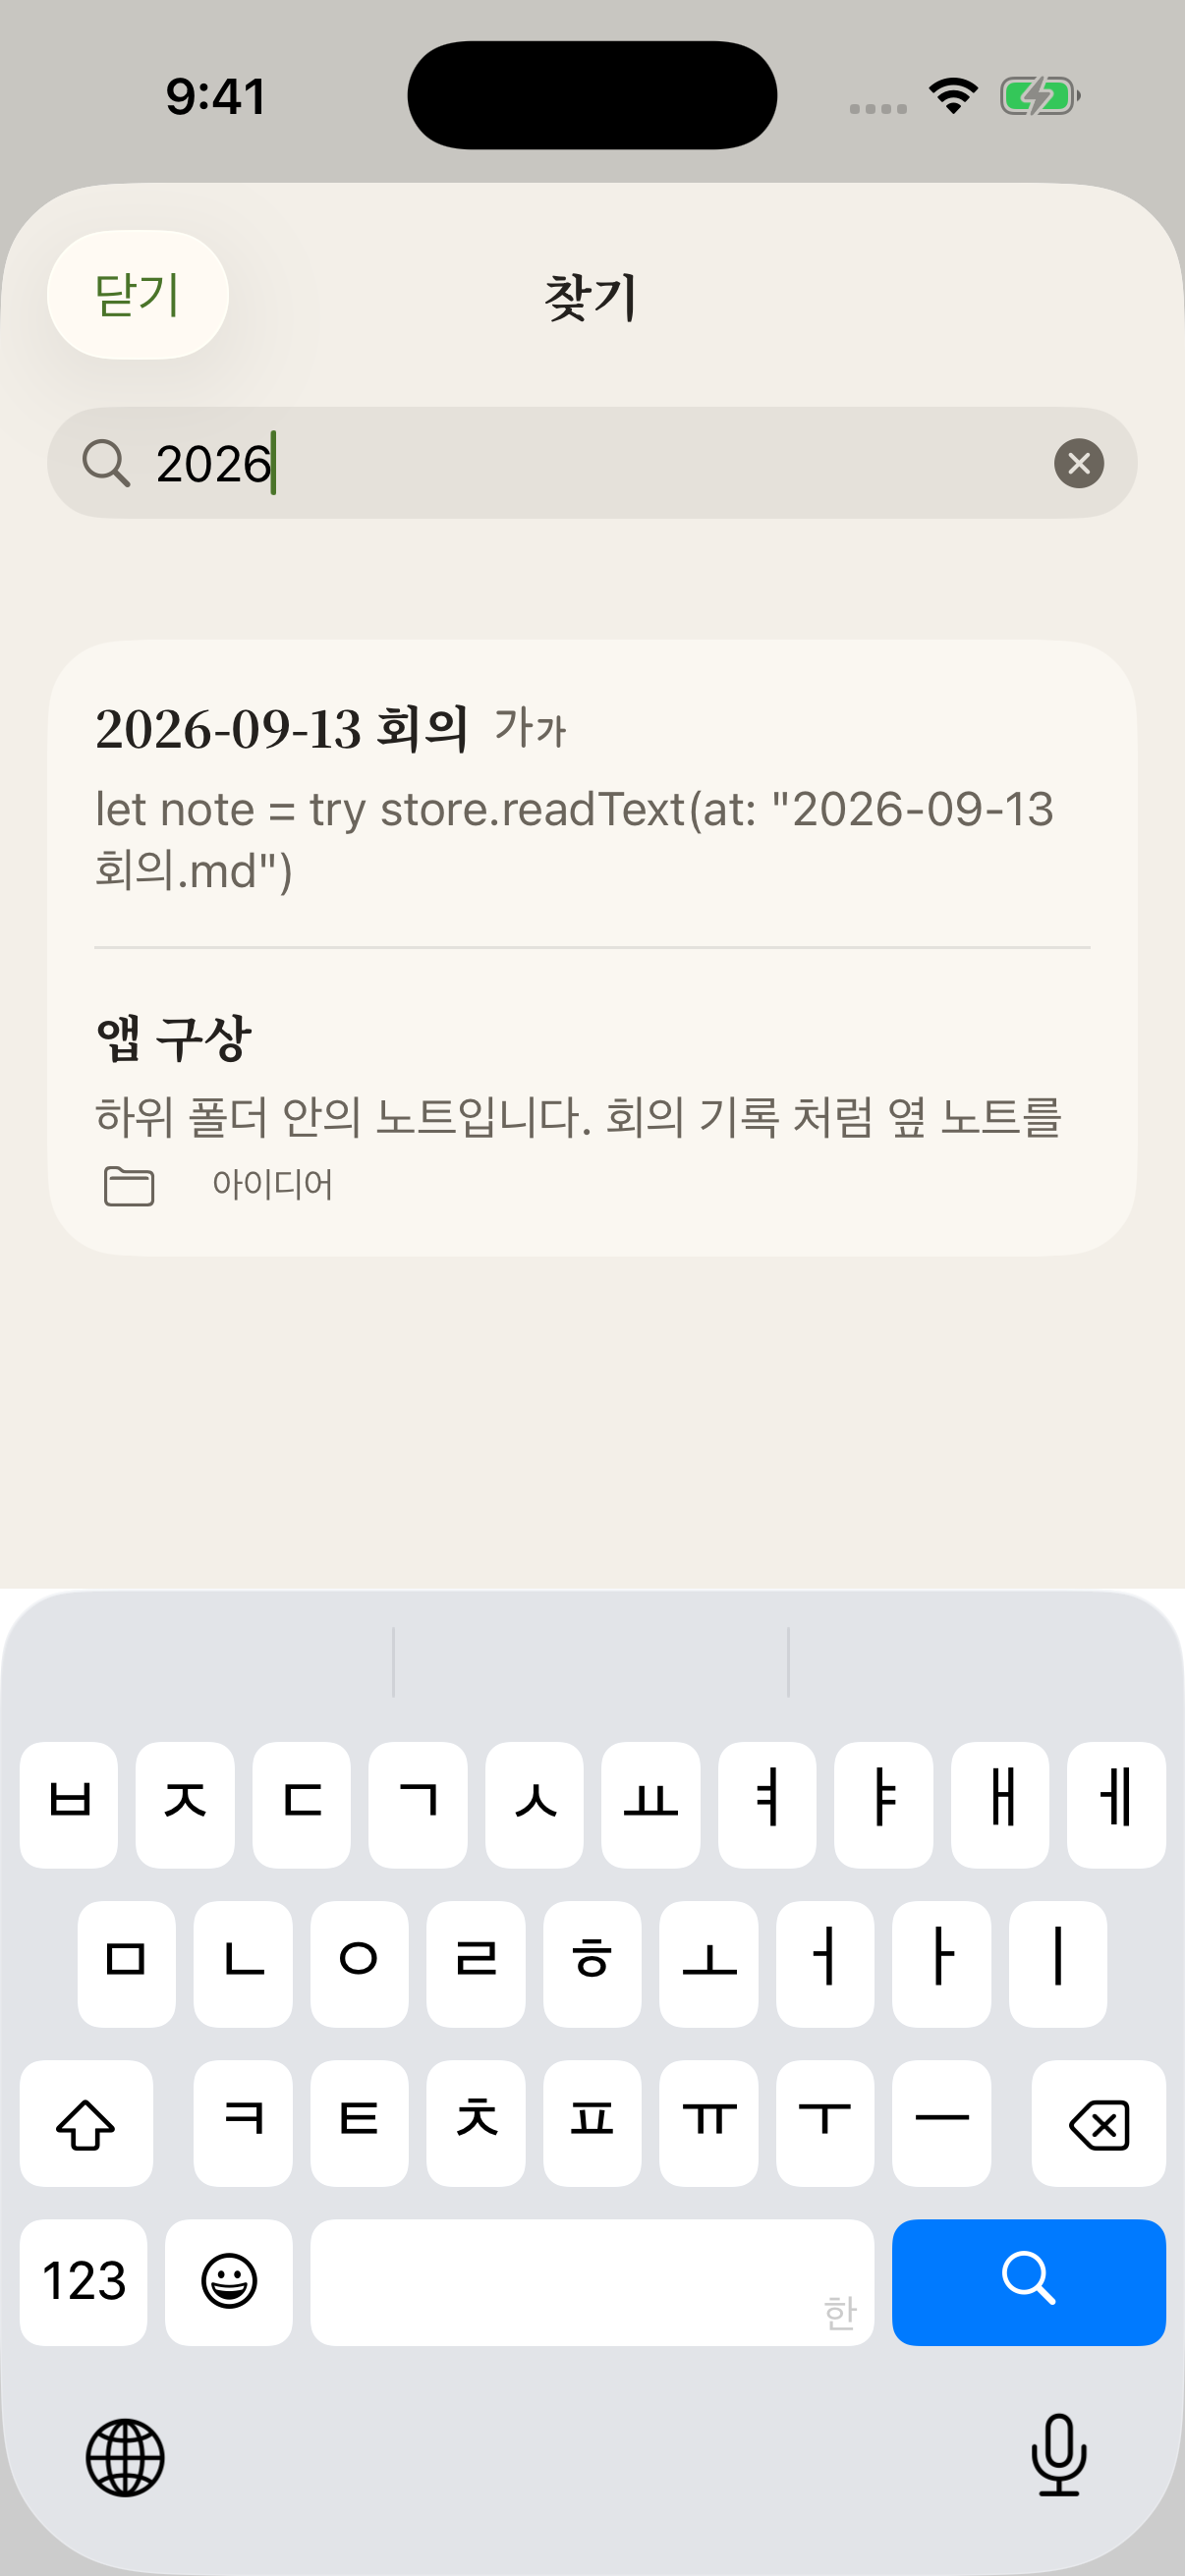 9:41
닫기
찾기
2026
2026-09-13 회의 가가
let note = try store.readText(at: "2026-09-13
회의.md")
앱 구상
하위 폴더 안의 노트입니다. 회의 기록 처럼 옆 노트를
아이디어
ㅂ ㅈ ㄷ ㄱ ㅅ ㅛ ㅕ ㅑ ㅐ ㅔ
ㅁ ㄴ ㅇ ㄹ ㅎ ㅗ ㅓ ㅏ ㅣ
ㅋ ㅌ ㅊ ㅍ ㅠ ㅜ ㅡ
123
한